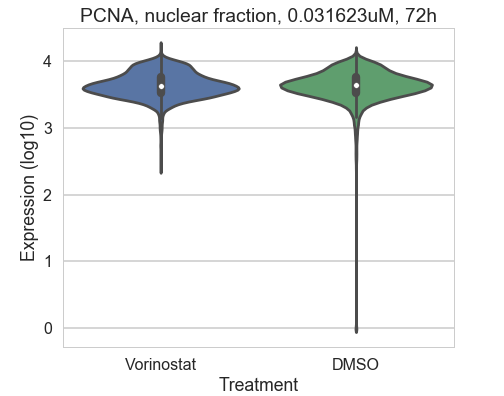 PCNA, nuclear fraction, 0.031623uM, 72h
4
3
2
1
0
Expression (log10)
Vorinostat
DMSO
Treatment